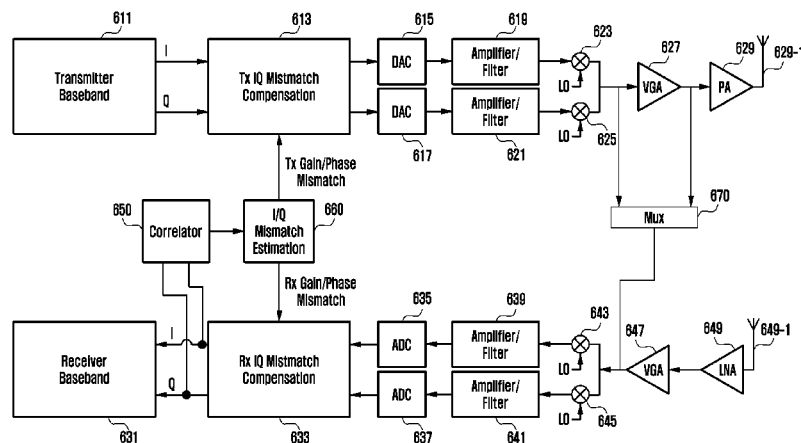 611
613
615
619
623
627
629
629-1
I
Transmitter
Baseband
Tx IQ Mistmatch
Compensation
DAC
Amplifier/
Filter
LO
VGA
PA
Q
DAC
Amplifier/
Filter
LO
625
617
621
Tx Gain/Phase
Mismatch
650
660
670
Correlator
I/Q
Mismatch
Estimation
Mux
Rx Gain/Phase
Mismatch
635
639
643
647
649
649-1
I
Receiver
Baseband
Rx IQ Mistmatch
Compensation
ADC
Amplifier/
Filter
LO
VGA
LNA
Q
ADC
Amplifier/
Filter
LO
645
631
633
637
641